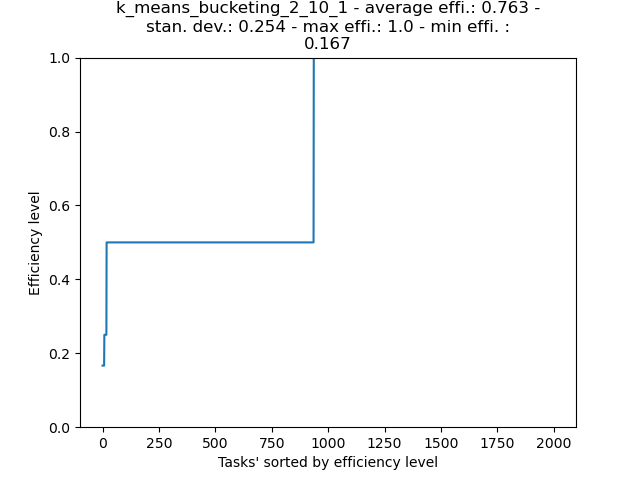 k_means_bucketing_2_10_1 - average effi.: 0.763 -
stan. dev.: 0.254 - max effi.: 1.0 - min effi. :
0.167
1.0
0.8
0.6
0.4
0.2
0.0
Efficiency level
0 250 500 750 1000 1250 1500 1750 2000
Tasks' sorted by efficiency level